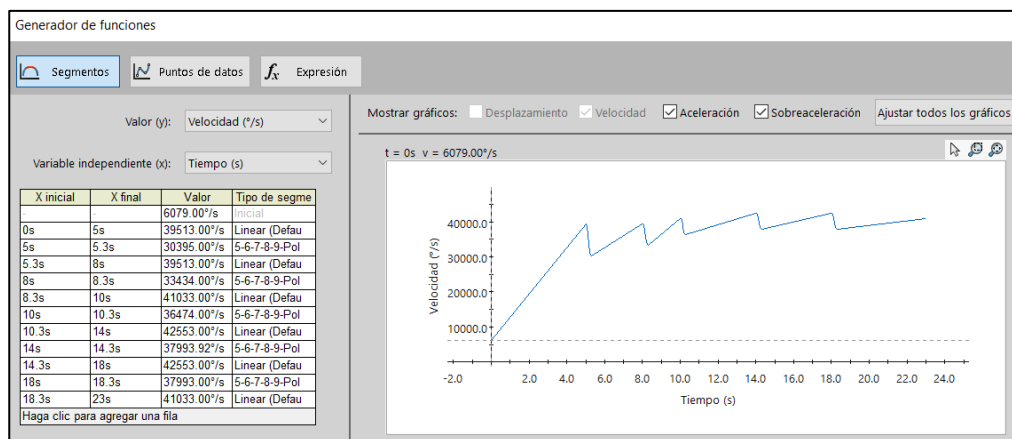 Generador de funciones
Segmentos Puntos de datos fx Expresión
Valor (y): Velocidad (°/s)
Variable independiente (x): Tiempo (s)
X inicial X final Valor Tipo de segme
- - 6079.00°/s Inicial
0s 5s 39513.00°/s Linear (Defau
5s 5.3s 30395.00°/s 5-6-7-8-9-Pol
5.3s 8s 39513.00°/s Linear (Defau
8s 8.3s 33434.00°/s 5-6-7-8-9-Pol
8.3s 10s 41033.00°/s Linear (Defau
10s 10.3s 36474.00°/s 5-6-7-8-9-Pol
10.3s 14s 42553.00°/s Linear (Defau
14s 14.3s 37993.92°/s 5-6-7-8-9-Pol
14.3s 18s 42553.00°/s Linear (Defau
18s 18.3s 37993.00°/s 5-6-7-8-9-Pol
18.3s 23s 41033.00°/s Linear (Defau
Haga clic para agregar una fila
Mostrar gráficos: Desplazamiento Velocidad Aceleración Sobreaceleración Ajustar todos los gráficos
t = 0s v = 6079.00°/s
40000.0
30000.0
20000.0
10000.0
Velocidad (°/s)
-2.0 2.0 4.0 6.0 8.0 10.0 12.0 14.0 16.0 18.0 20.0 22.0 24.0
Tiempo (s)